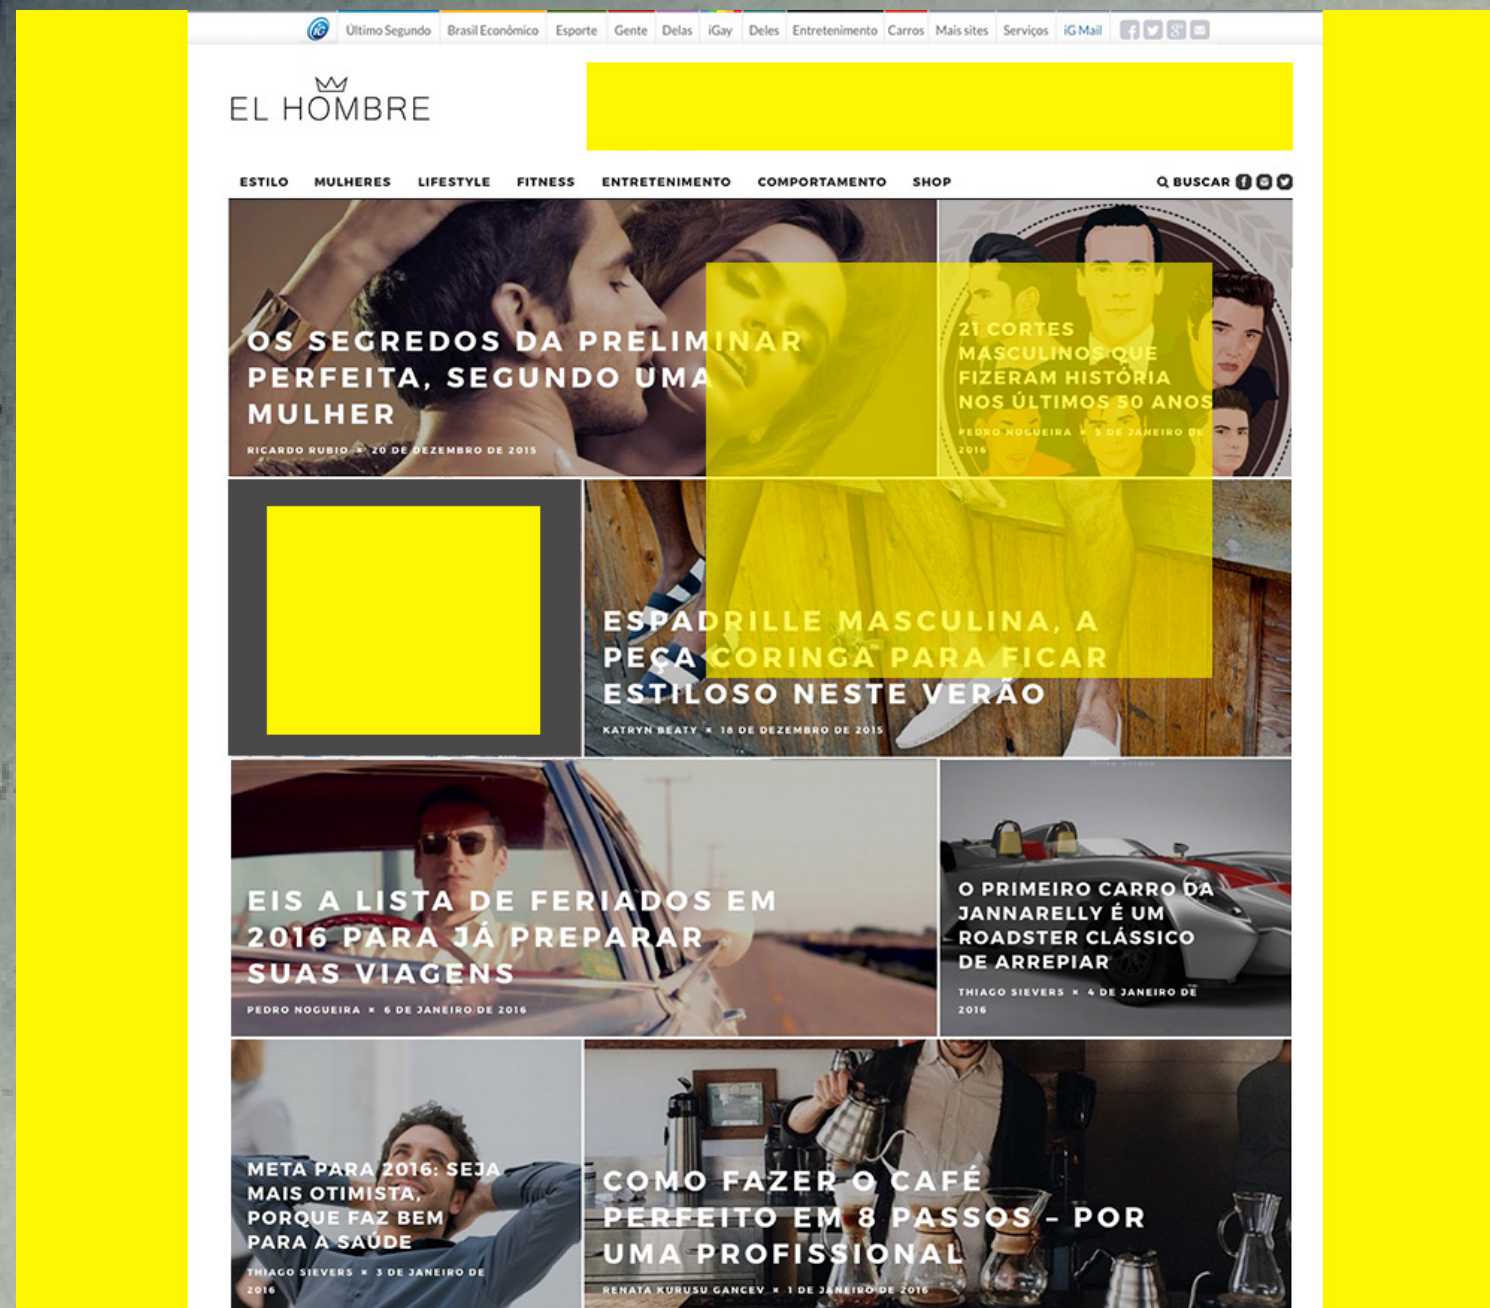 iG Último Segundo Brasil Econômico Esporte Gente Delas iGay Deles Entretenimento Carros Mais sites Serviços iG Mail
EL HOMBRE
ESTILO MULHERES LIFESTYLE FITNESS ENTRETENIMENTO COMPORTAMENTO SHOP BUSCAR
OS SEGREDOS DA PRELIMINAR
PERFEITA, SEGUNDO UMA
MULHER
RICARDO RUBIO × 20 DE DEZEMBRO DE 2015
21 CORTES
MASCULINOS QUE
FIZERAM HISTÓRIA
NOS ÚLTIMOS 50 ANOS
PEDRO NOGUEIRA × 5 DE JANEIRO DE
2016
ESPADRILLE MASCULINA, A
PEÇA CORINGA PARA FICAR
ESTILOSO NESTE VERÃO
KATRYN BEATY × 18 DE DEZEMBRO DE 2015
EIS A LISTA DE FERIADOS EM
2016 PARA JÁ PREPARAR
SUAS VIAGENS
PEDRO NOGUEIRA × 6 DE JANEIRO DE 2016
O PRIMEIRO CARRO DA
JANNARELLY É UM
ROADSTER CLÁSSICO
DE ARREPIAR
THIAGO SIEVERS × 4 DE JANEIRO DE
2016
META PARA 2016: SEJA
MAIS OTIMISTA,
PORQUE FAZ BEM
PARA A SAÚDE
THIAGO SIEVERS × 3 DE JANEIRO DE
2016
COMO FAZER O CAFÉ
PERFEITO EM 8 PASSOS – POR
UMA PROFISSIONAL
RENATA KURUSU GANCEV × 1 DE JANEIRO DE 2016